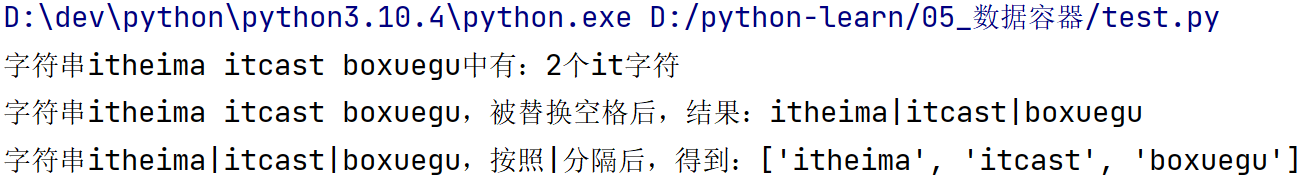 D:\dev\python\python3.10.4\python.exe D:/python-learn/05_数据容器/test.py
字符串itheima itcast boxuegu中有：2个it字符
字符串itheima itcast boxuegu，被替换空格后，结果：itheima|itcast|boxuegu
字符串itheima|itcast|boxuegu，按照|分隔后，得到：['itheima', 'itcast', 'boxuegu']